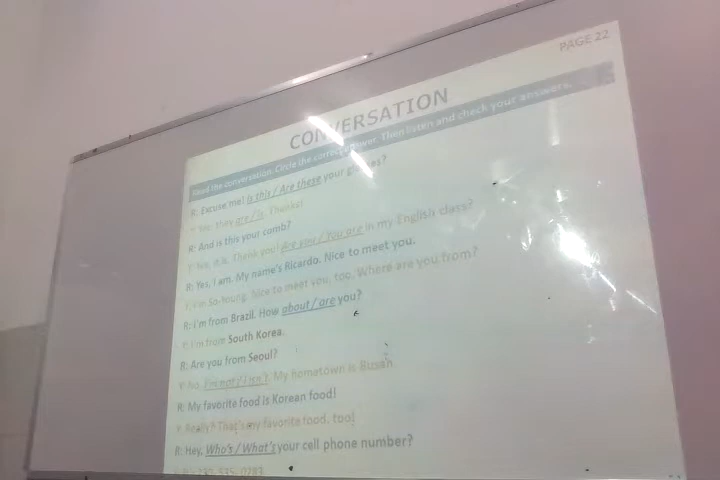 PAGE 22
CONVERSATION
Read the conversation. Circle the correct answer. Then listen and check your answers.
R: Excuse me! Is this / Are these your glasses?
Y: Yes, they are / is. Thanks!
R: And is this your comb?
Y: Yes, it is. Thank you! Are you / You are in my English class?
R: Yes, I am. My name's Ricardo. Nice to meet you.
Y: I'm So-Young. Nice to meet you, too. Where are you from?
R: I'm from Brazil. How about / are you?
Y: I'm from South Korea.
R: Are you from Seoul?
Y: No, I'm not / I isn't. My hometown is Busan.
R: My favorite food is Korean food!
Y: Really? That's my favorite food, too!
R: Hey, Who's / What's your cell phone number?